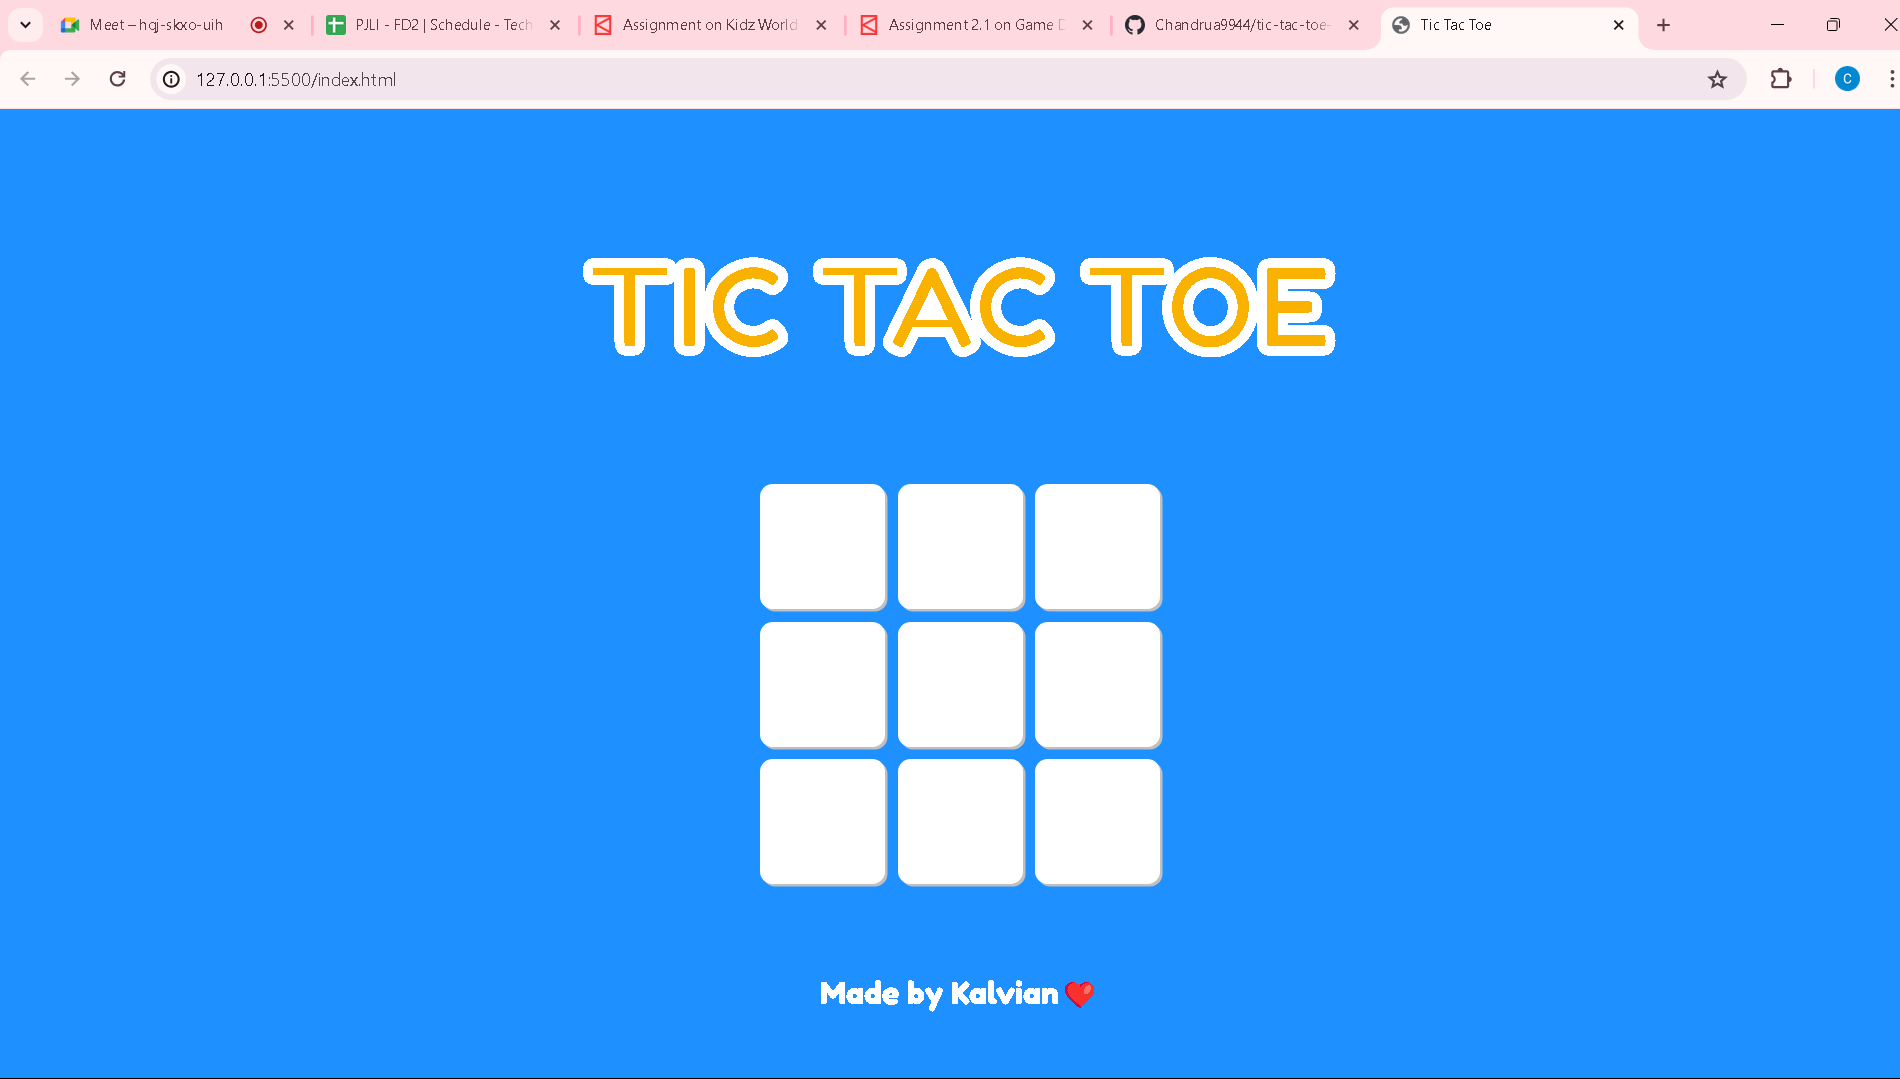 Meet – hqj-skxo-uih
PJLI - FD2 | Schedule - Tech
Assignment on Kidz World
Assignment 2.1 on Game D
Chandrua9944/tic-tac-toe-
Tic Tac Toe
127.0.0.1:5500/index.html
C
TIC TAC TOE
Made by Kalvian ❤️